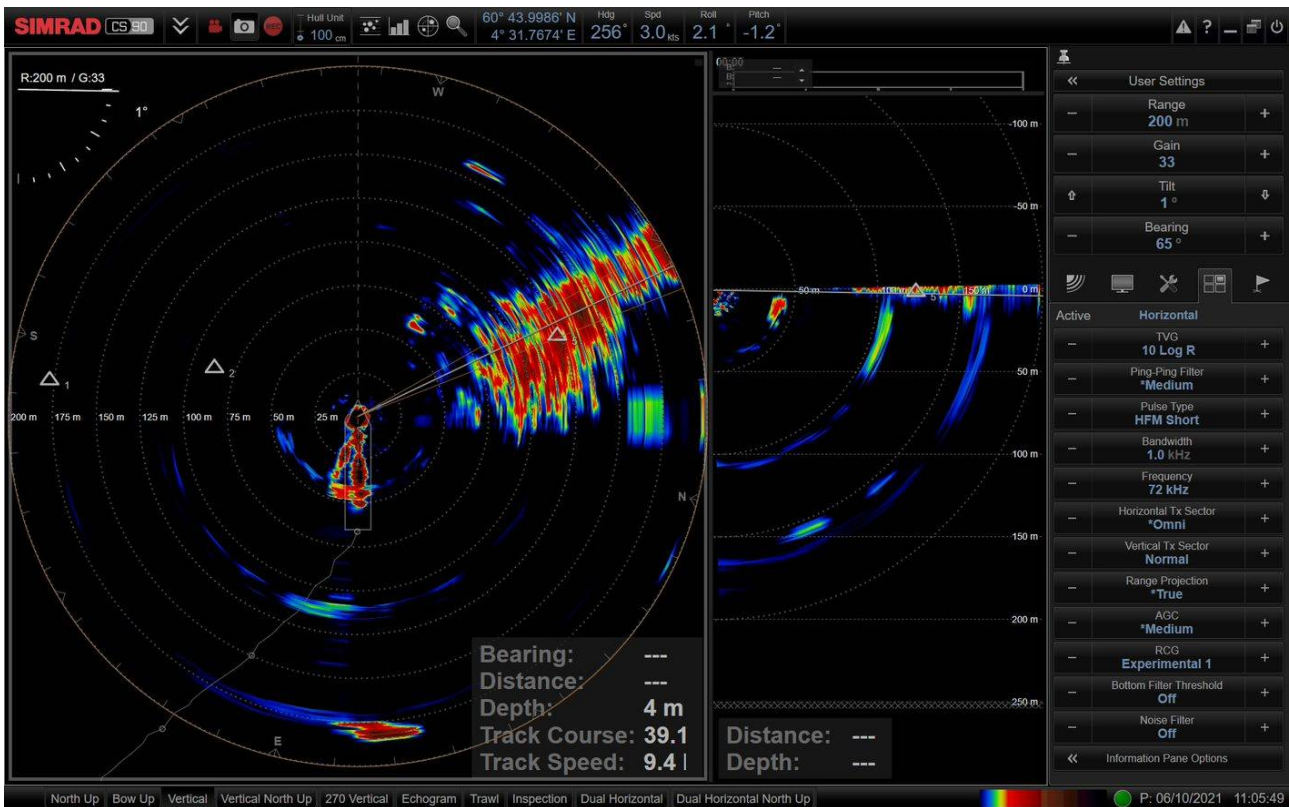 SIMRAD CS90
REC
Hull Unit
100 cm
60° 43.9986' N
4° 31.7674' E
Hdg
256°
Spd
3.0 kts
Roll
2.1 °
Pitch
-1.2°
?
R:200 m / G:33
1°
W
S
N
E
1
2
200 m 175 m 150 m 125 m 100 m 75 m 50 m 25 m
Bearing: ---
Distance: ---
Depth: 4 m
Track Course: 39.1
Track Speed: 9.4
00:00
-100 m
-50 m
0 m
50 m
100 m
150 m
200 m
250 m
50 m
100 m
150 m
5
Distance: ---
Depth: ---
User Settings
Range
200 m
Gain
33
Tilt
1 °
Bearing
65 °
Active Horizontal
TVG
10 Log R
Ping-Ping Filter
*Medium
Pulse Type
HFM Short
Bandwidth
1.0 kHz
Frequency
72 kHz
Horizontal Tx Sector
*Omni
Vertical Tx Sector
Normal
Range Projection
*True
AGC
*Medium
RCG
Experimental 1
Bottom Filter Threshold
Off
Noise Filter
Off
Information Pane Options
North Up Bow Up Vertical Vertical North Up 270 Vertical Echogram Trawl Inspection Dual Horizontal Dual Horizontal North Up
P: 06/10/2021 11:05:49